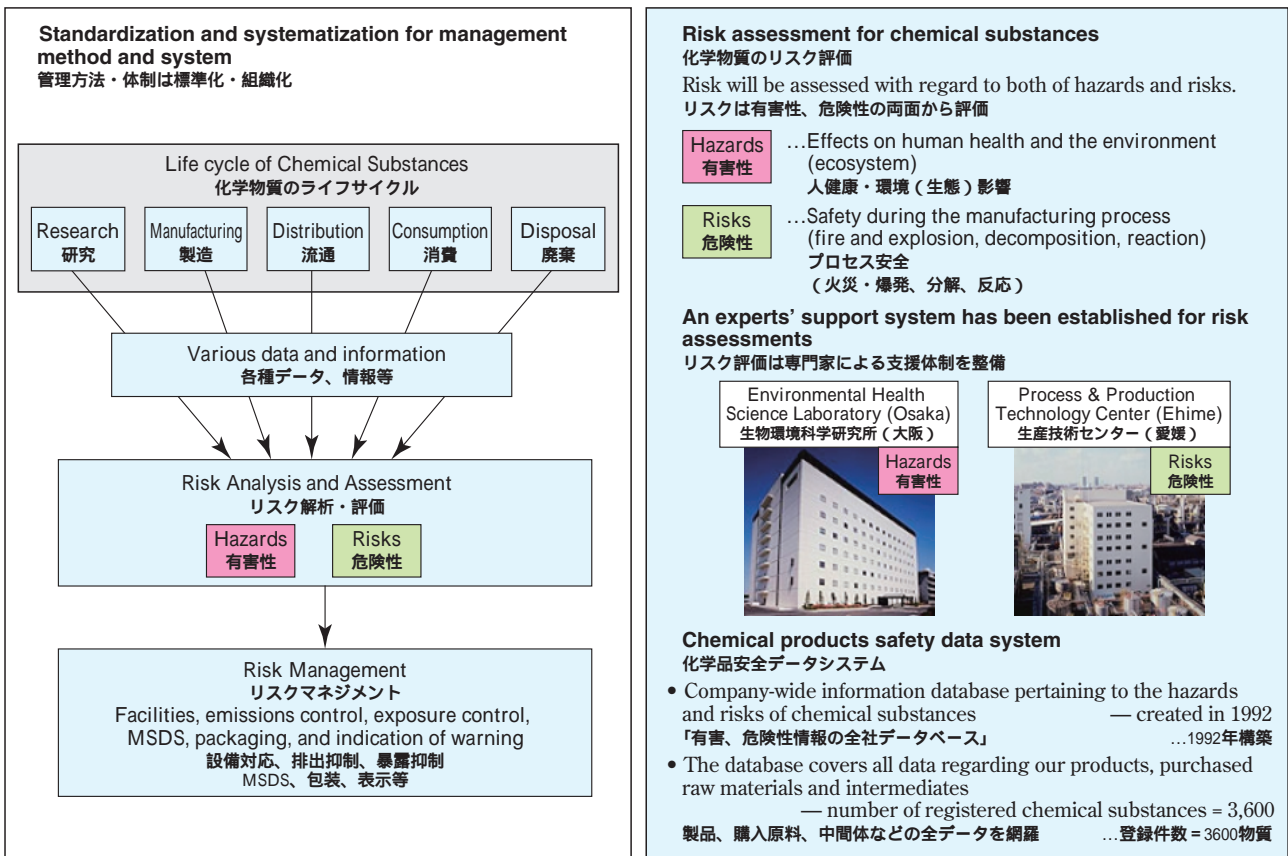 Standardization and systematization for management
method and system
管理方法・体制は標準化・組織化
Life cycle of Chemical Substances
化学物質のライフサイクル
Research
研究
Manufacturing
製造
Distribution
流通
Consumption
消費
Disposal
廃棄
Various data and information
各種データ、情報等
Risk Analysis and Assessment
リスク解析・評価
Hazards
有害性
Risks
危険性
Risk Management
リスクマネジメント
Facilities, emissions control, exposure control,
MSDS, packaging, and indication of warning
設備対応、排出抑制、暴露抑制
MSDS、包装、表示等
Risk assessment for chemical substances
化学物質のリスク評価
Risk will be assessed with regard to both of hazards and risks.
リスクは有害性、危険性の両面から評価
Hazards
有害性
…Effects on human health and the environment
(ecosystem)
人健康・環境（生態）影響
Risks
危険性
…Safety during the manufacturing process
(fire and explosion, decomposition, reaction)
プロセス安全
（火災・爆発、分解、反応）
An experts' support system has been established for risk
assessments
リスク評価は専門家による支援体制を整備
Environmental Health
Science Laboratory (Osaka)
生物環境科学研究所（大阪）
Hazards
有害性
Process & Production
Technology Center (Ehime)
生産技術センター（愛媛）
Risks
危険性
Chemical products safety data system
化学品安全データシステム
• Company-wide information database pertaining to the hazards
and risks of chemical substances — created in 1992
「有害、危険性情報の全社データベース」 …1992年構築
• The database covers all data regarding our products, purchased
raw materials and intermediates
— number of registered chemical substances = 3,600
製品、購入原料、中間体などの全データを網羅 …登録件数 = 3600物質